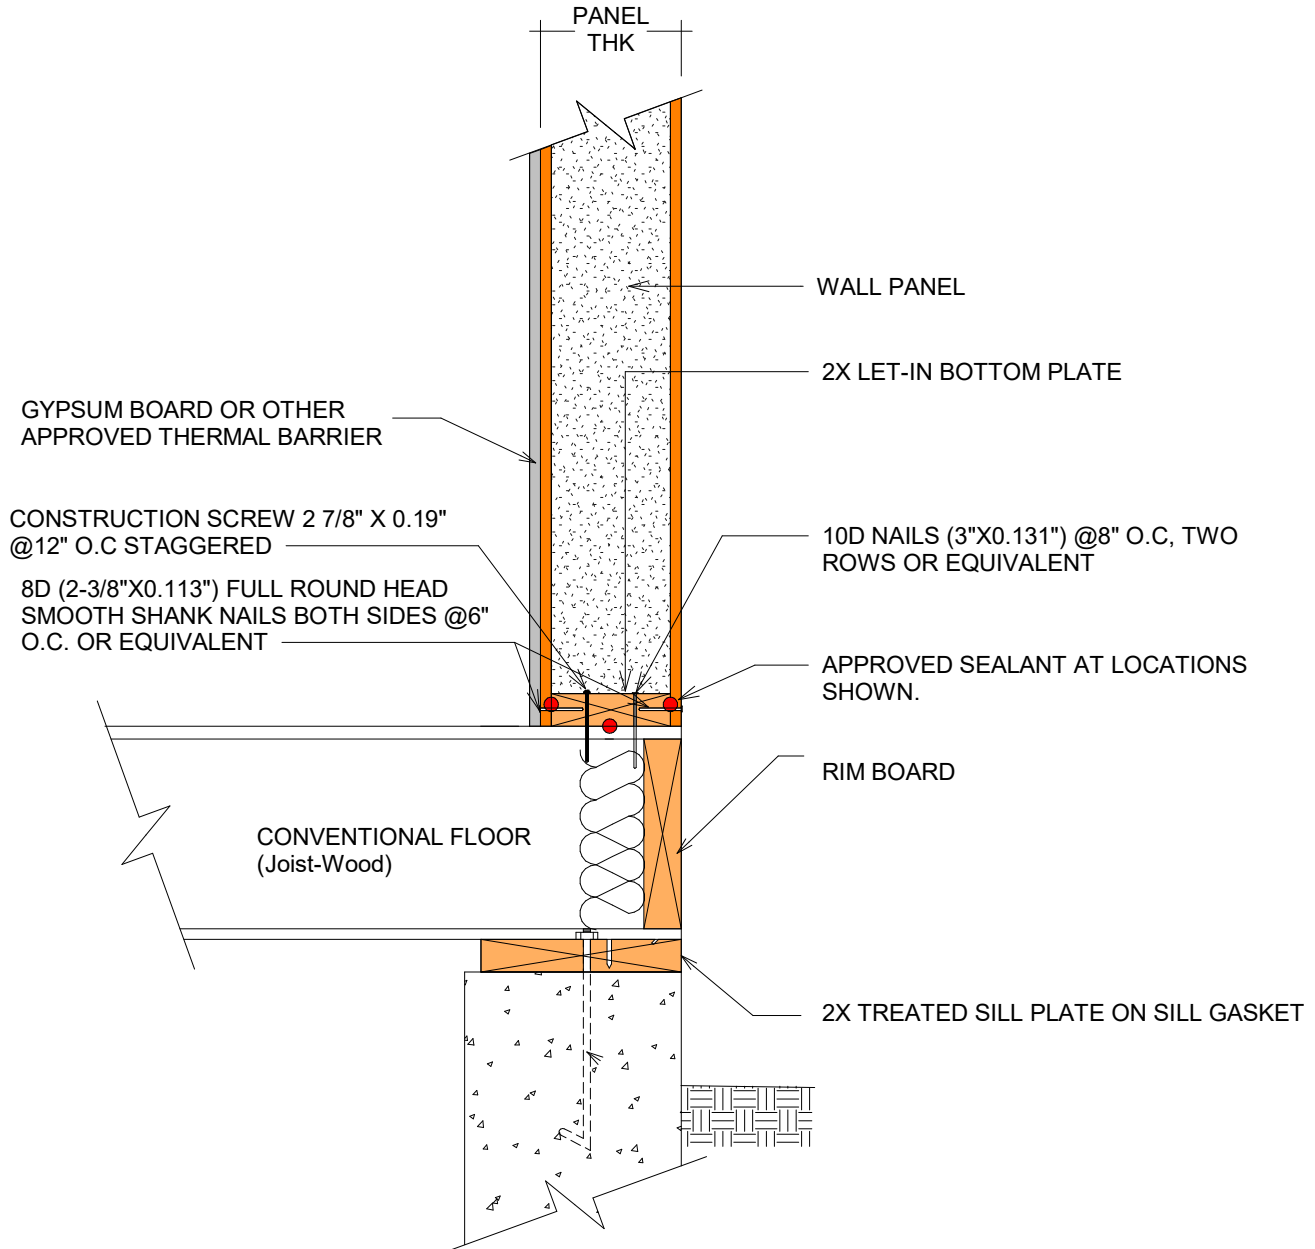 PANEL
THK
WALL PANEL
2X LET-IN BOTTOM PLATE
GYPSUM BOARD OR OTHER
APPROVED THERMAL BARRIER
CONSTRUCTION SCREW 2 7/8" X 0.19"
@12" O.C STAGGERED
10D NAILS (3"X0.131") @8" O.C, TWO
ROWS OR EQUIVALENT
8D (2-3/8"X0.113") FULL ROUND HEAD
SMOOTH SHANK NAILS BOTH SIDES @6"
O.C. OR EQUIVALENT
APPROVED SEALANT AT LOCATIONS
SHOWN.
RIM BOARD
CONVENTIONAL FLOOR
(Joist-Wood)
2X TREATED SILL PLATE ON SILL GASKET